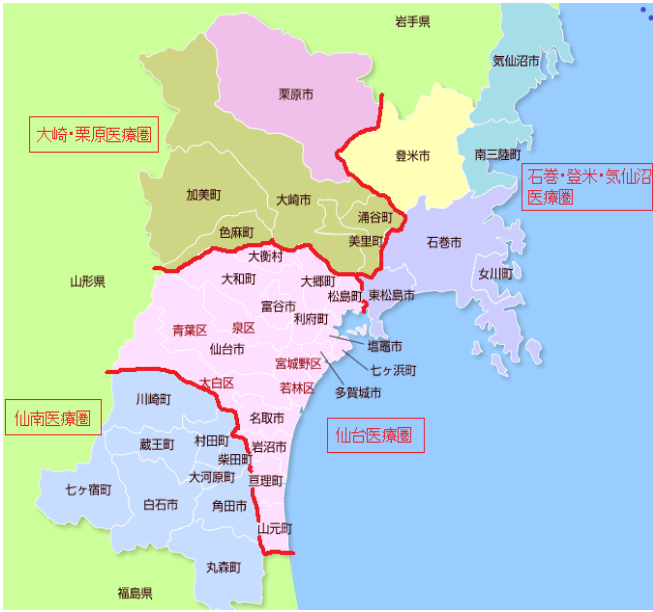 岩手県
気仙沼市
栗原市
大崎・栗原医療圏
登米市
南三陸町
石巻・登米・気仙沼
医療圏
加美町
大崎市
涌谷町
色麻町
美里町
石巻市
大衡村
女川町
山形県
大和町
大郷町
松島町
東松島市
富谷市
利府町
青葉区
泉区
仙台市
塩竈市
宮城野区
七ヶ浜町
太白区
若林区
多賀城市
川崎町
仙南医療圏
名取市
仙台医療圏
蔵王町
村田町
岩沼市
柴田町
大河原町
亘理町
七ヶ宿町
白石市
角田市
山元町
丸森町
福島県